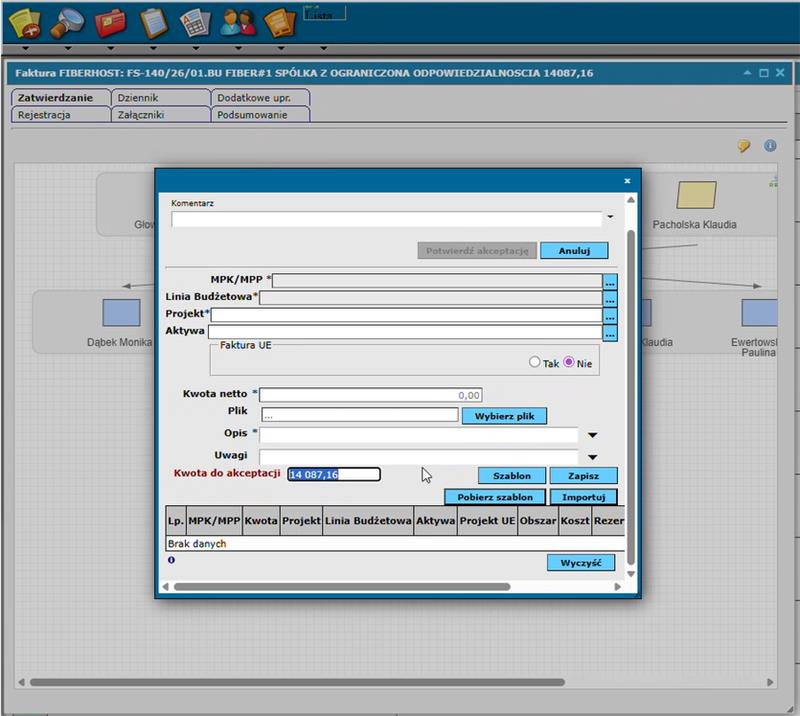 Lista
Faktura FIBERHOST: FS-140/26/01.BU FIBER#1 SPÓLKA Z OGRANICZONA ODPOWIEDZIALNOSCIA 14087,16
Zatwierdzanie Dziennik Dodatkowe upr.
Rejestracja Załączniki Podsumowanie
Komentarz
Głow
Pacholska Klaudia
Potwierdź akceptację Anuluj
MPK/MPP * ...
Linia Budżetowa* ...
Projekt* ...
Aktywa ...
Faktura UE
Tak Nie
Dąbek Monika
Klaudia
Ewertowsk
Paulina
Kwota netto * 0,00
Plik ... Wybierz plik
Opis *
Uwagi
Kwota do akceptacji 14 087,16 Szablon Zapisz
Pobierz szablon Importuj
Lp. MPK/MPP Kwota Projekt Linia Budżetowa Aktywa Projekt UE Obszar Koszt Rezer
Brak danych
Wyczyść